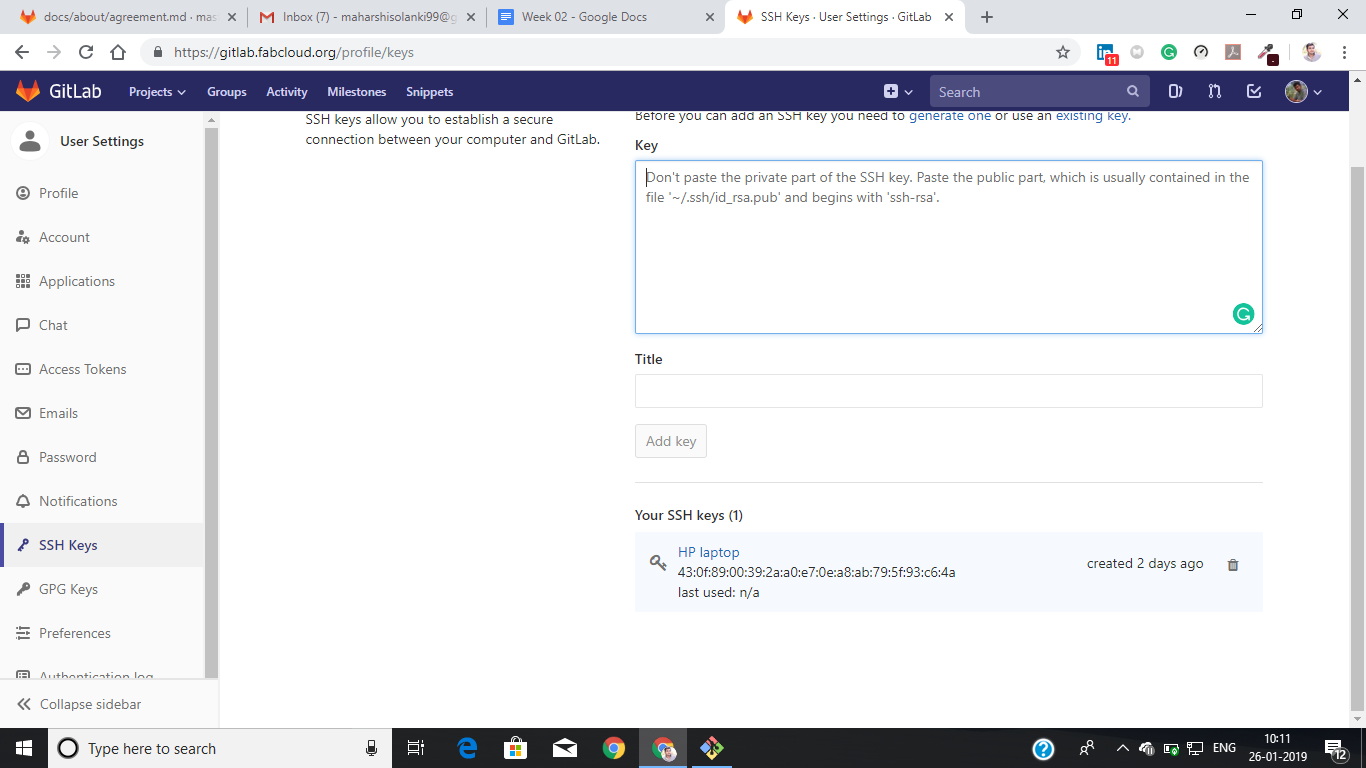 docs/about/agreement.md · mas
Inbox (7) - maharshisolanki99@g
Week 02 - Google Docs
SSH Keys · User Settings · GitLab
https://gitlab.fabcloud.org/profile/keys
11
GitLab
Projects
Groups
Activity
Milestones
Snippets
Search
User Settings
Profile
Account
Applications
Chat
Access Tokens
Emails
Password
Notifications
SSH Keys
GPG Keys
Preferences
Authentication log
Collapse sidebar
SSH keys allow you to establish a secure
connection between your computer and GitLab.
Before you can add an SSH key you need to generate one or use an existing key.
Key
Don't paste the private part of the SSH key. Paste the public part, which is usually contained in the
file '~/.ssh/id_rsa.pub' and begins with 'ssh-rsa'.
Title
Add key
Your SSH keys (1)
HP laptop
43:0f:89:00:39:2a:a0:e7:0e:a8:ab:79:5f:93:c6:4a
last used: n/a
created 2 days ago
Type here to search
ENG
10:11
26-01-2019
12